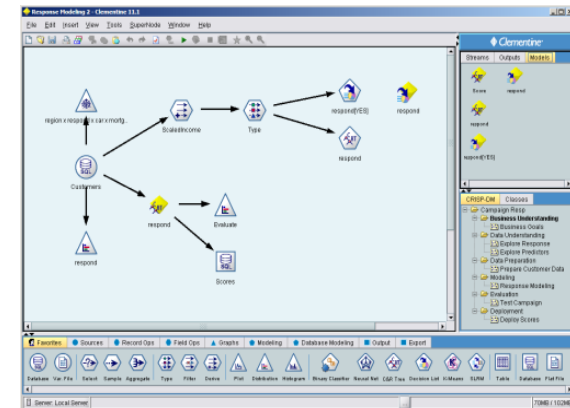 Response Modeling 2 - Clementine 11.1
File Edit Insert View Tools SuperNode Window Help
Clementine
Streams Outputs Models
Score respond
respond
respond[YES]
region x respond x car x mortg..
ScaledIncome
Type
respond[YES]
respond
respond
Customers
respond
Evaluate
respond
Scores
CRISP-DM Classes
Campaign Resp
Business Understanding
Business Goals
Data Understanding
Explore Response
Explore Predictors
Data Preparation
Prepare Customer Data
Modeling
Response Modeling
Evaluation
Test Campaign
Deployment
Deploy Scores
Favorites Sources Record Ops Field Ops Graphs Modeling Database Modeling Output Export
Database Var. File Select Sample Aggregate Type Filter Derive Plot Distribution Histogram Binary Classifier Neural Net C&R Tree Decision List K-Means SLRM Table Database Flat File
Server: Local Server
70MB / 102MB